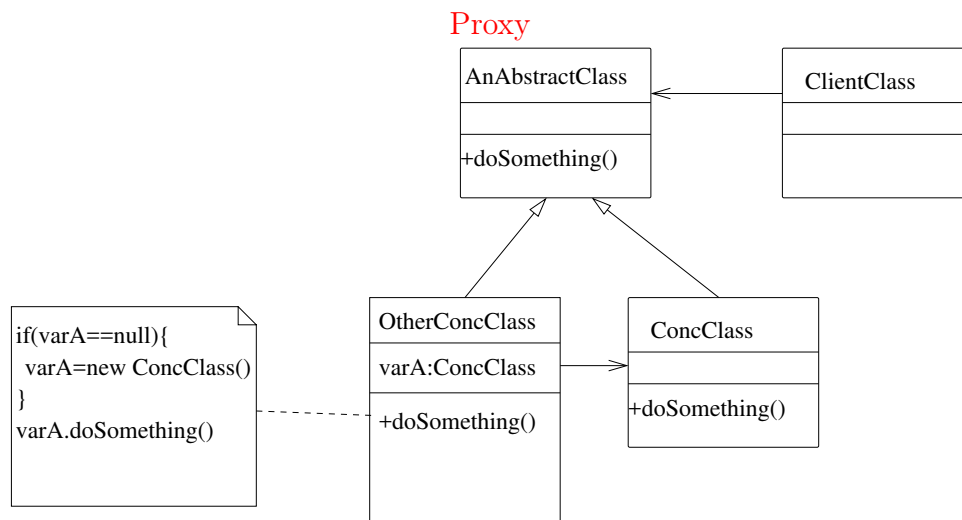 Proxy
AnAbstractClass
+doSomething()
ClientClass
if(varA==null){
varA=new ConcClass()
}
varA.doSomething()
OtherConcClass
varA:ConcClass
+doSomething()
ConcClass
+doSomething()